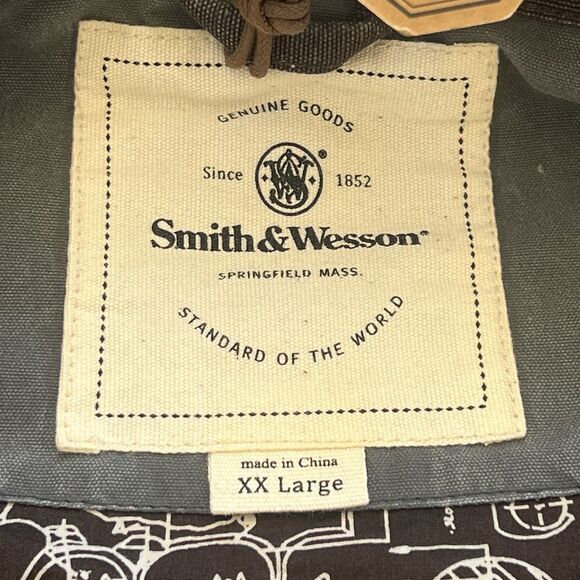 GENUINE GOODS
Since 1852
Smith & Wesson®
SPRINGFIELD MASS.
STANDARD OF THE WORLD
made in China
XX Large